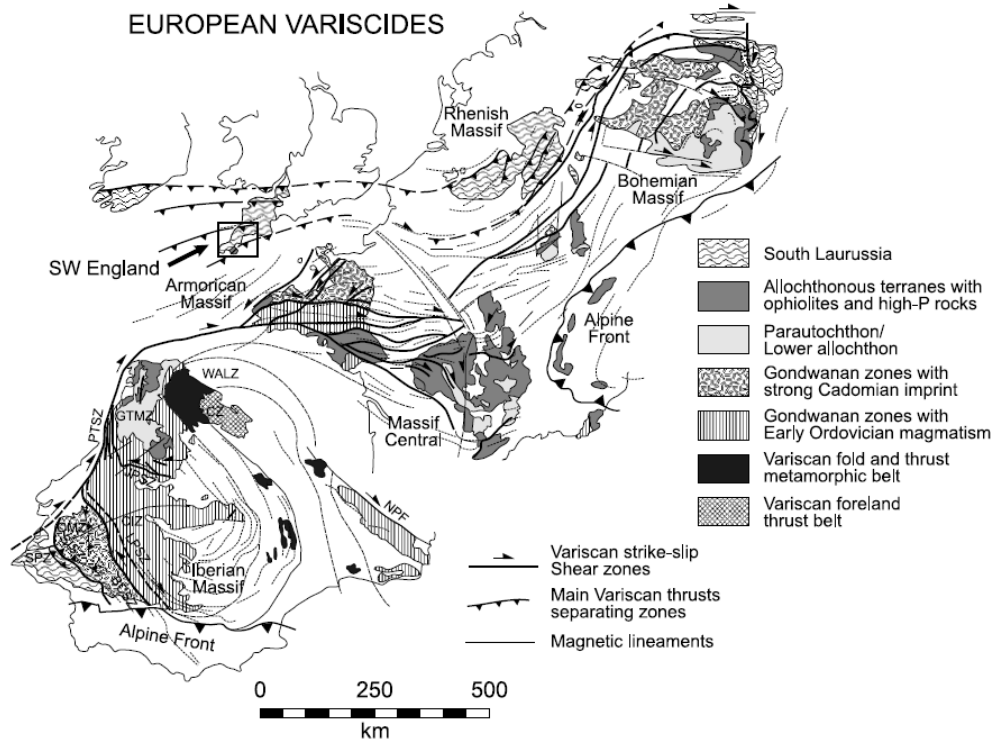 EUROPEAN VARISCIDES
Rhenish
Massif
Bohemian
Massif
SW England
Armorican
Massif
Alpine
Front
WALZ
CZ
GTMZ
PTSZ
Massif
Central
NPF
CIZ
LPSZ
OMZ
SPZ
Iberian
Massif
Alpine Front
South Laurussia
Allochthonous terranes with
ophiolites and high-P rocks
Parautochthon/
Lower allochthon
Gondwanan zones with
strong Cadomian imprint
Gondwanan zones with
Early Ordovician magmatism
Variscan fold and thrust
metamorphic belt
Variscan foreland
thrust belt
Variscan strike-slip
Shear zones
Main Variscan thrusts
separating zones
Magnetic lineaments
0 250 500
km